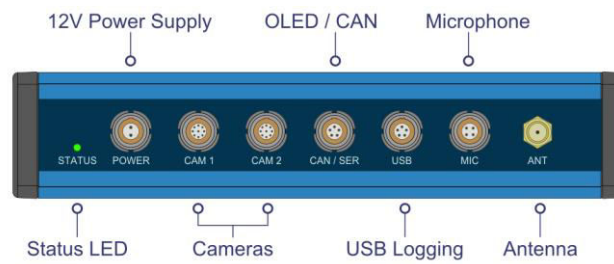 12V Power Supply OLED / CAN Microphone
STATUS POWER CAM 1 CAM 2 CAN / SER USB MIC ANT
Status LED Cameras USB Logging Antenna